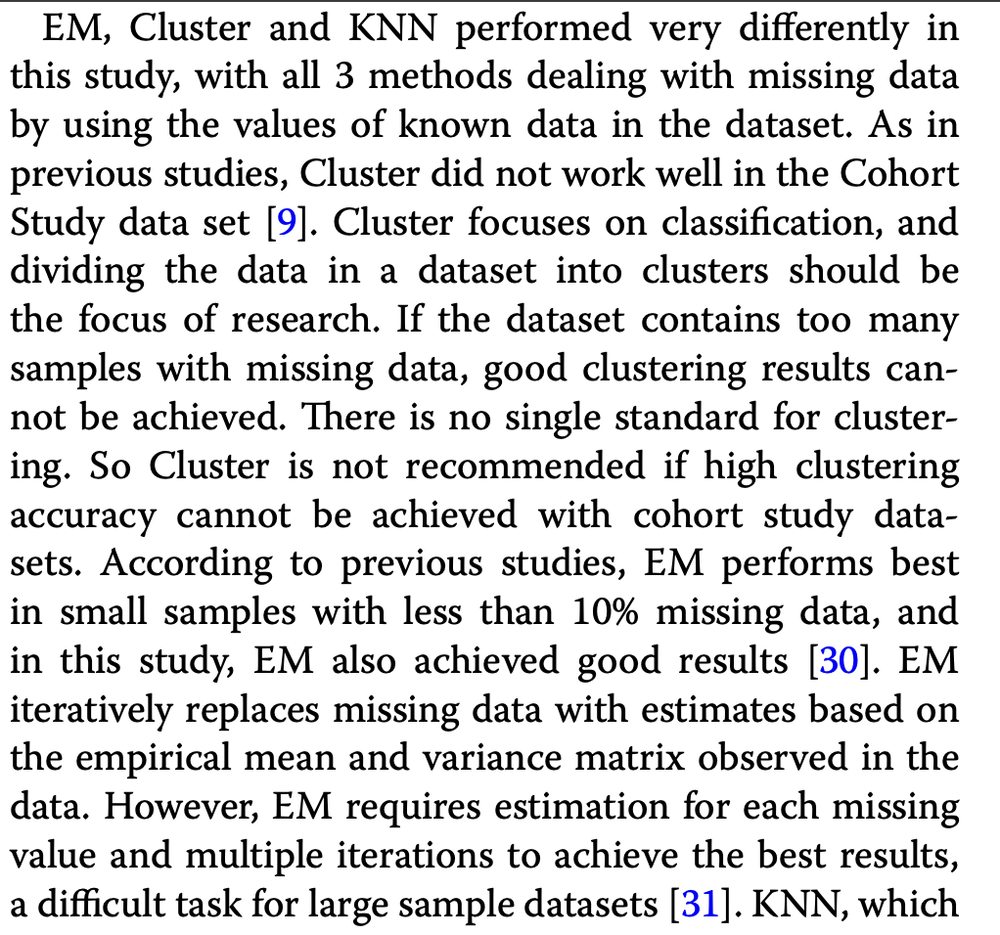 EM, Cluster and KNN performed very differently in
this study, with all 3 methods dealing with missing data
by using the values of known data in the dataset. As in
previous studies, Cluster did not work well in the Cohort
Study data set [9]. Cluster focuses on classification, and
dividing the data in a dataset into clusters should be
the focus of research. If the dataset contains too many
samples with missing data, good clustering results can-
not be achieved. There is no single standard for cluster-
ing. So Cluster is not recommended if high clustering
accuracy cannot be achieved with cohort study data-
sets. According to previous studies, EM performs best
in small samples with less than 10% missing data, and
in this study, EM also achieved good results [30]. EM
iteratively replaces missing data with estimates based on
the empirical mean and variance matrix observed in the
data. However, EM requires estimation for each missing
value and multiple iterations to achieve the best results,
a difficult task for large sample datasets [31]. KNN, which